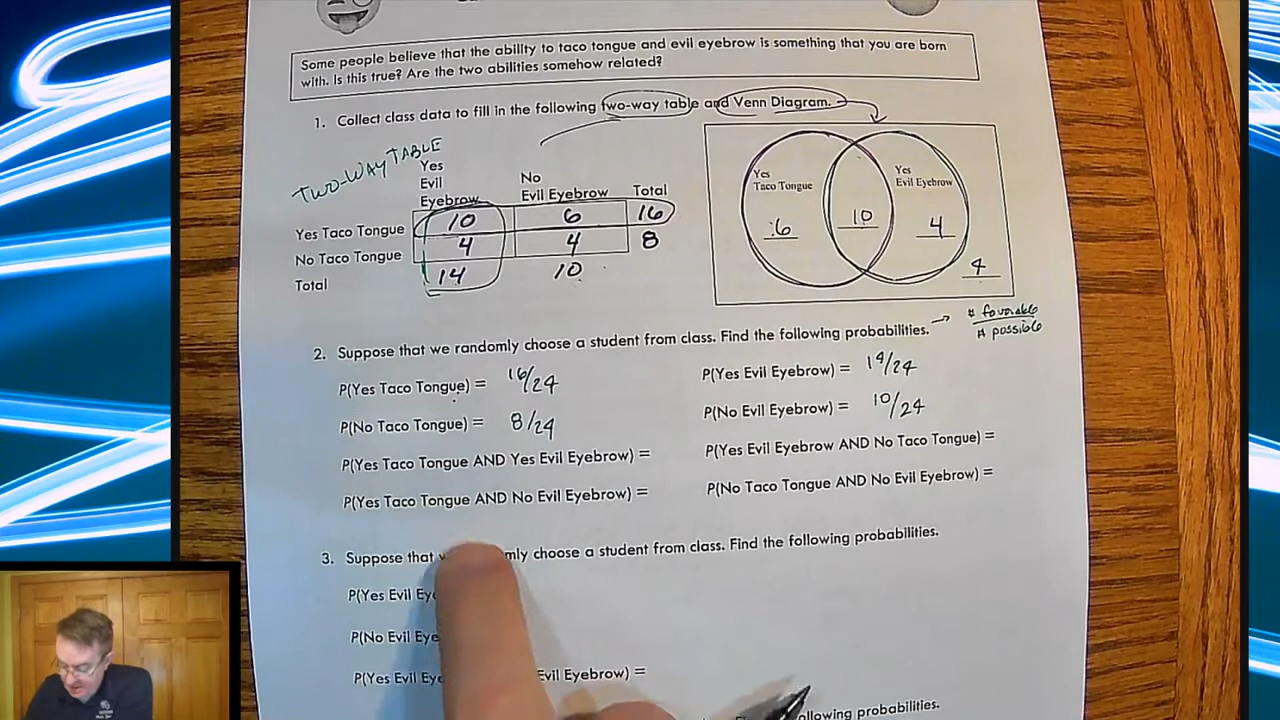 Some people believe that the ability to taco tongue and evil eyebrow is something that you are born
with. Is this true? Are the two abilities somehow related?
1. Collect class data to fill in the following two-way table and Venn Diagram.
TWO-WAY TABLE
Yes
Evil
Eyebrow
No
Evil Eyebrow
Total
Yes Taco Tongue 10 6 16
No Taco Tongue 4 4 8
Total 14 10
Yes
Taco Tongue
Yes
Evil Eyebrow
6 10 4
4
2. Suppose that we randomly choose a student from class. Find the following probabilities.
# favorable
# possible
P(Yes Taco Tongue) = 16/24
P(Yes Evil Eyebrow) = 14/24
P(No Taco Tongue) = 8/24
P(No Evil Eyebrow) = 10/24
P(Yes Taco Tongue AND Yes Evil Eyebrow) =
P(Yes Evil Eyebrow AND No Taco Tongue) =
P(Yes Taco Tongue AND No Evil Eyebrow) =
P(No Taco Tongue AND No Evil Eyebrow) =
3. Suppose that choose a student from class. Find the following probabilities.
P(Yes Evil
P(No Evil
P(Yes Evil Evil Eyebrow) =
following probabilities.